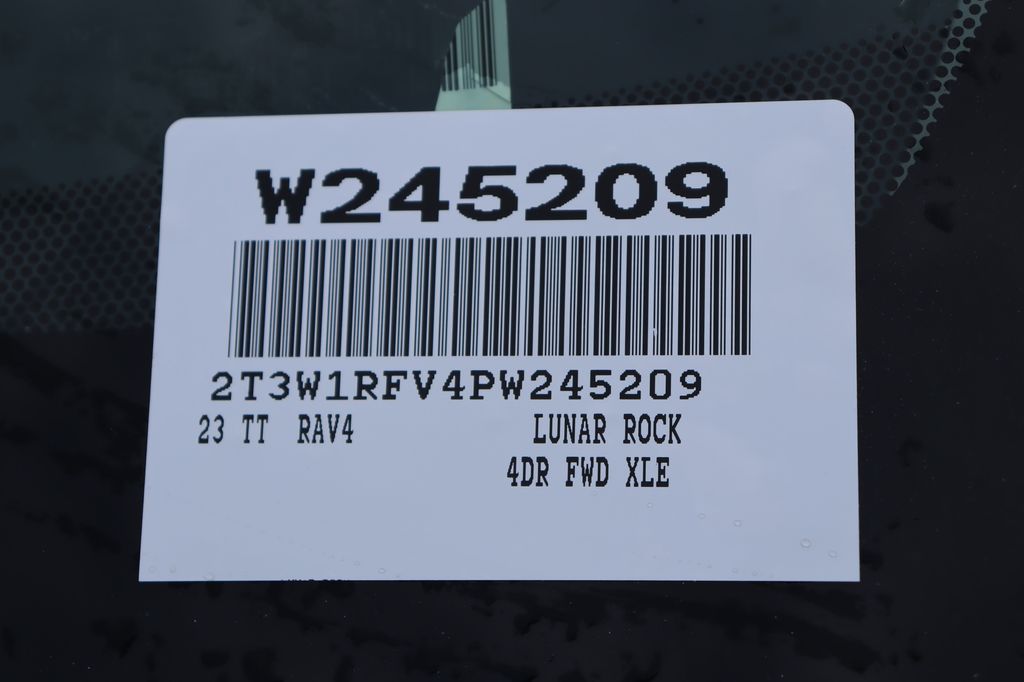 W245209
2T3W1RFV4PW245209
23 TT RAV4 LUNAR ROCK
4DR FWD XLE